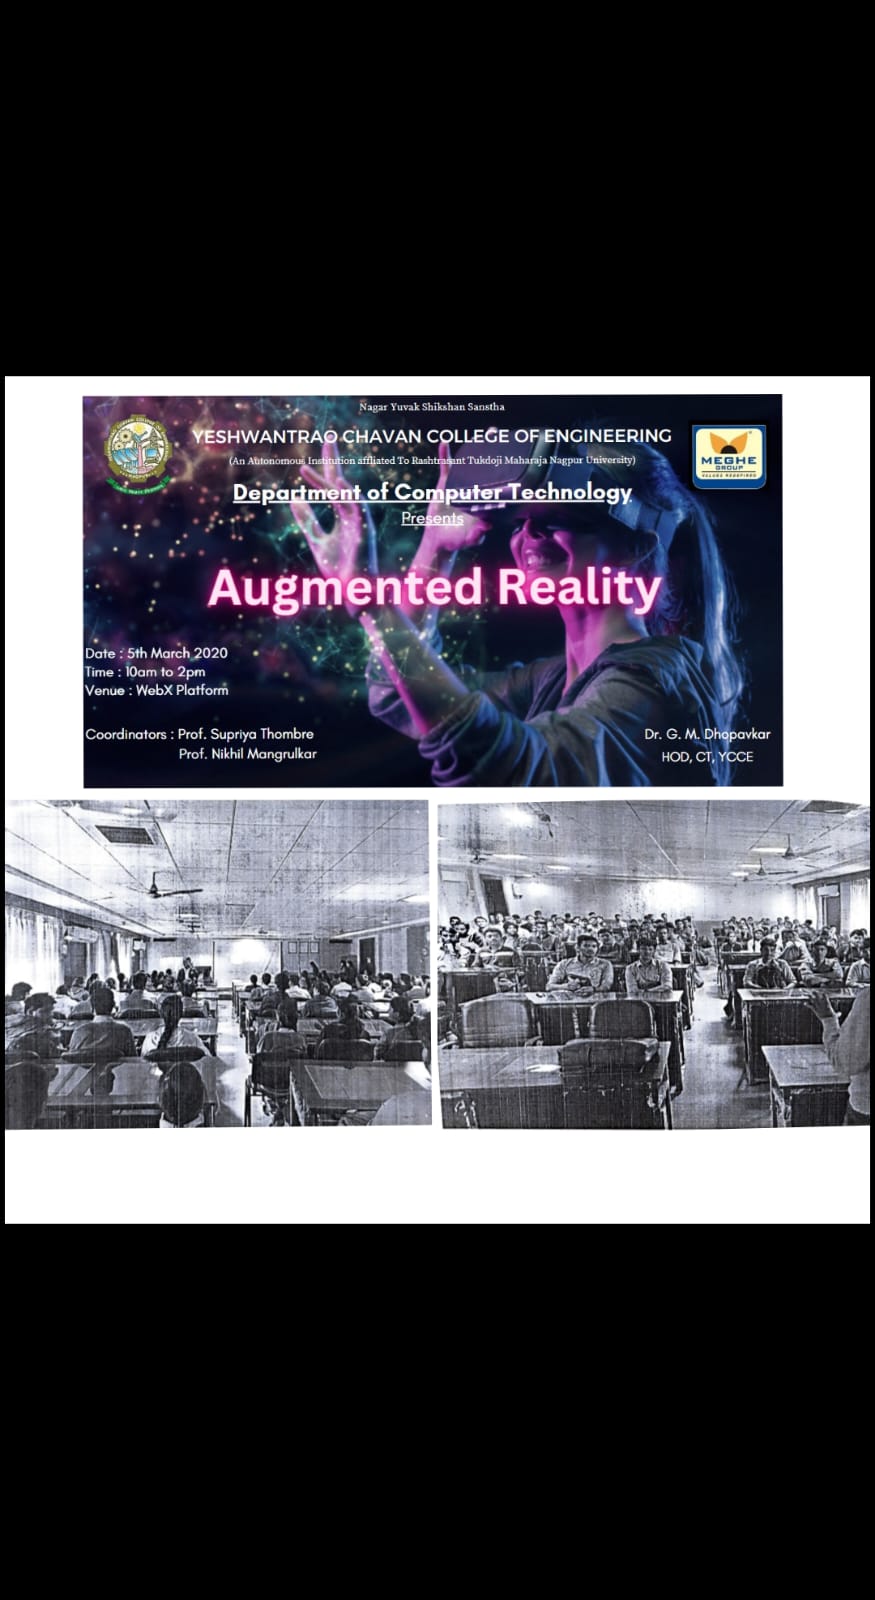 Nagar Yuvak Shikshan Sanstha
YESHWANTRAO CHAVAN COLLEGE OF ENGINEERING
(An Autonomous Institution affliated To Rashtrasant Tukdoji Maharaja Nagpur University)
Department of Computer Technology
Presents
MEGHE
GROUP
VALUES REDEFINED
Augmented Reality
Date : 5th March 2020
Time : 10am to 2pm
Venue : WebX Platform
Coordinators : Prof. Supriya Thombre
Prof. Nikhil Mangrulkar
Dr. G. M. Dhopavkar
HOD, CT, YCCE